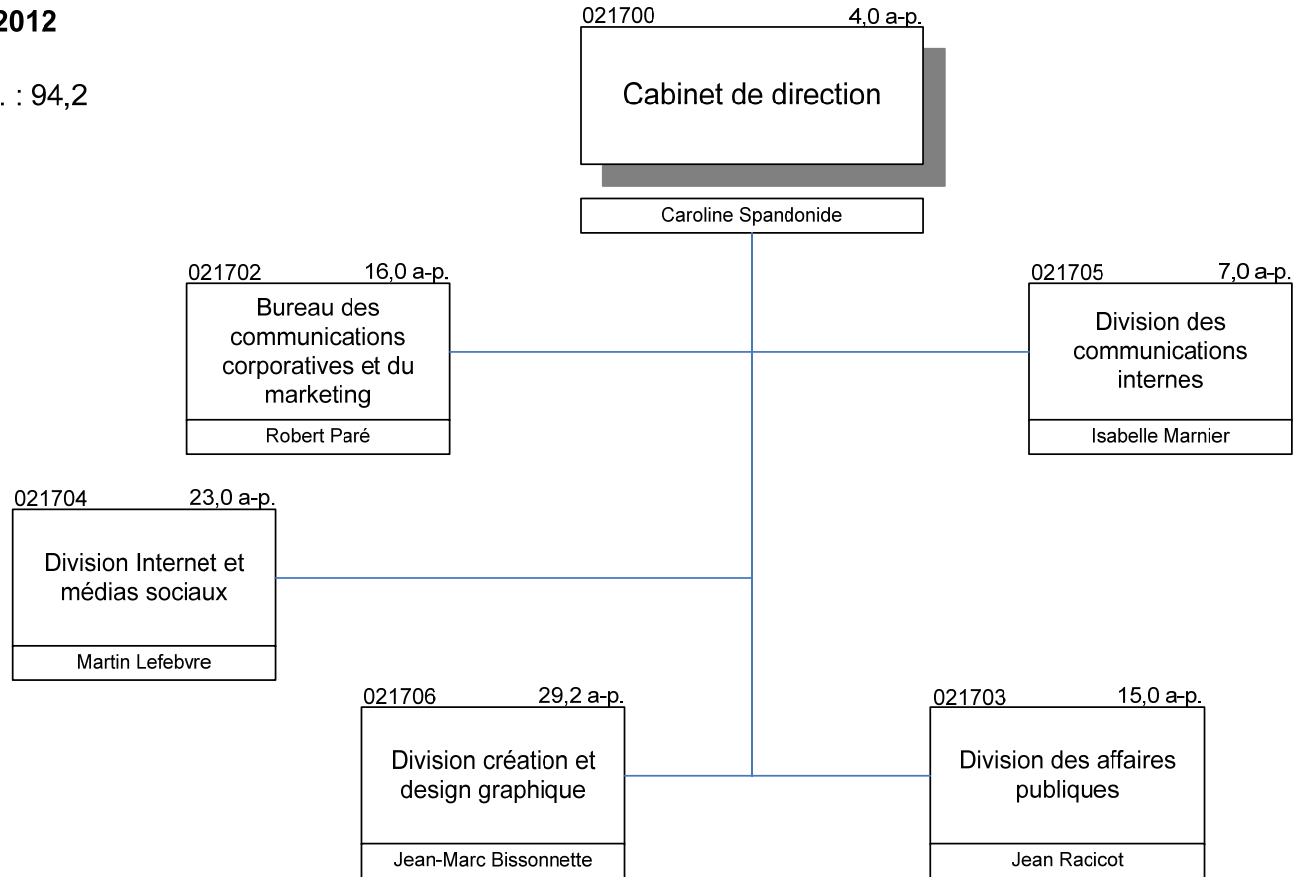 2012
. : 94,2
021700 4,0 a-p.
Cabinet de direction
Caroline Spandonide
021702 16,0 a-p.
Bureau des
communications
corporatives et du
marketing
Robert Paré
021705 7,0 a-p.
Division des
communications
internes
Isabelle Marnier
021704 23,0 a-p.
Division Internet et
médias sociaux
Martin Lefebvre
021706 29,2 a-p.
Division création et
design graphique
Jean-Marc Bissonnette
021703 15,0 a-p.
Division des affaires
publiques
Jean Racicot